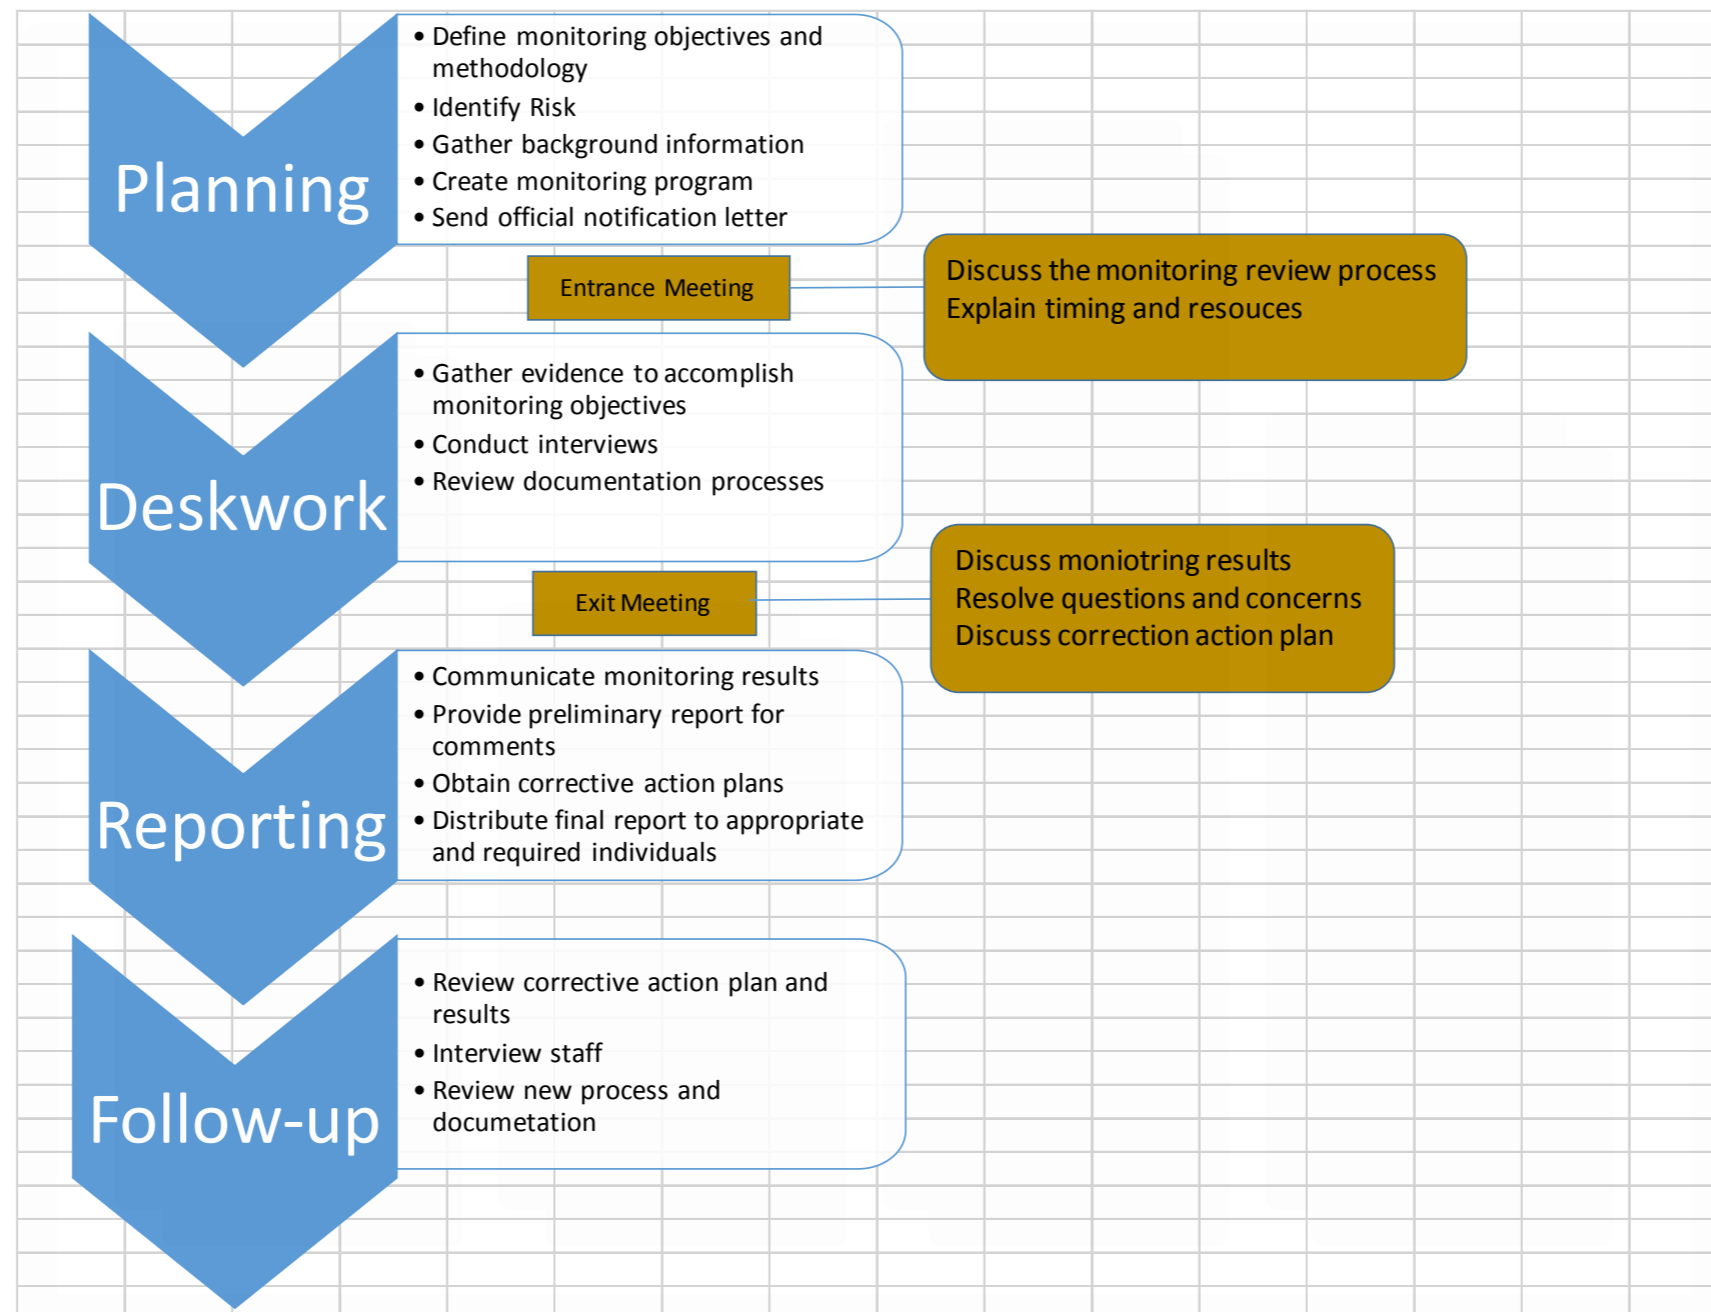 Planning
• Define monitoring objectives and
methodology
• Identify Risk
• Gather background information
• Create monitoring program
• Send official notification letter
Entrance Meeting
Discuss the monitoring review process
Explain timing and resouces
Deskwork
• Gather evidence to accomplish
monitoring objectives
• Conduct interviews
• Review documentation processes
Exit Meeting
Discuss moniotring results
Resolve questions and concerns
Discuss correction action plan
Reporting
• Communicate monitoring results
• Provide preliminary report for
comments
• Obtain corrective action plans
• Distribute final report to appropriate
and required individuals
Follow-up
• Review corrective action plan and
results
• Interview staff
• Review new process and
documetation